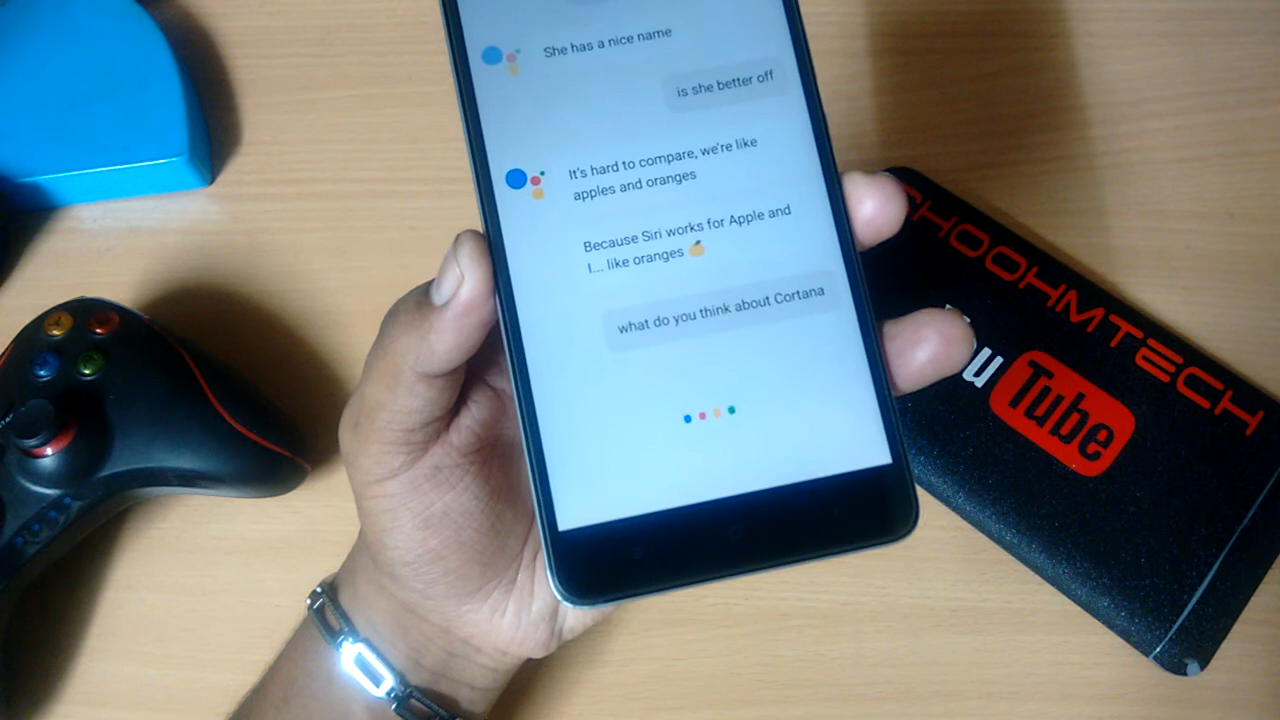 She has a nice name
is she better off
It's hard to compare, we're like
apples and oranges
Because Siri works for Apple and
I... like oranges
what do you think about Cortana
CHOOHMTECH
Tube